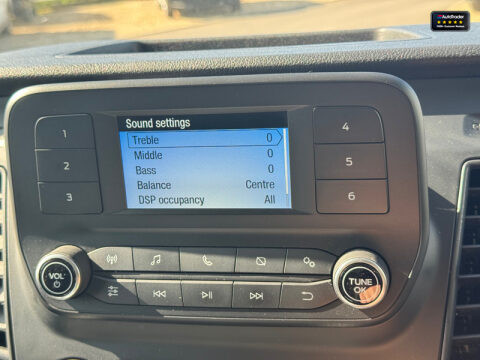 AutoTrader
Sound settings
Treble 0
Middle 0
Bass 0
Balance Centre
DSP occupancy All
1
2
3
4
5
6
VOL
TUNE
OK